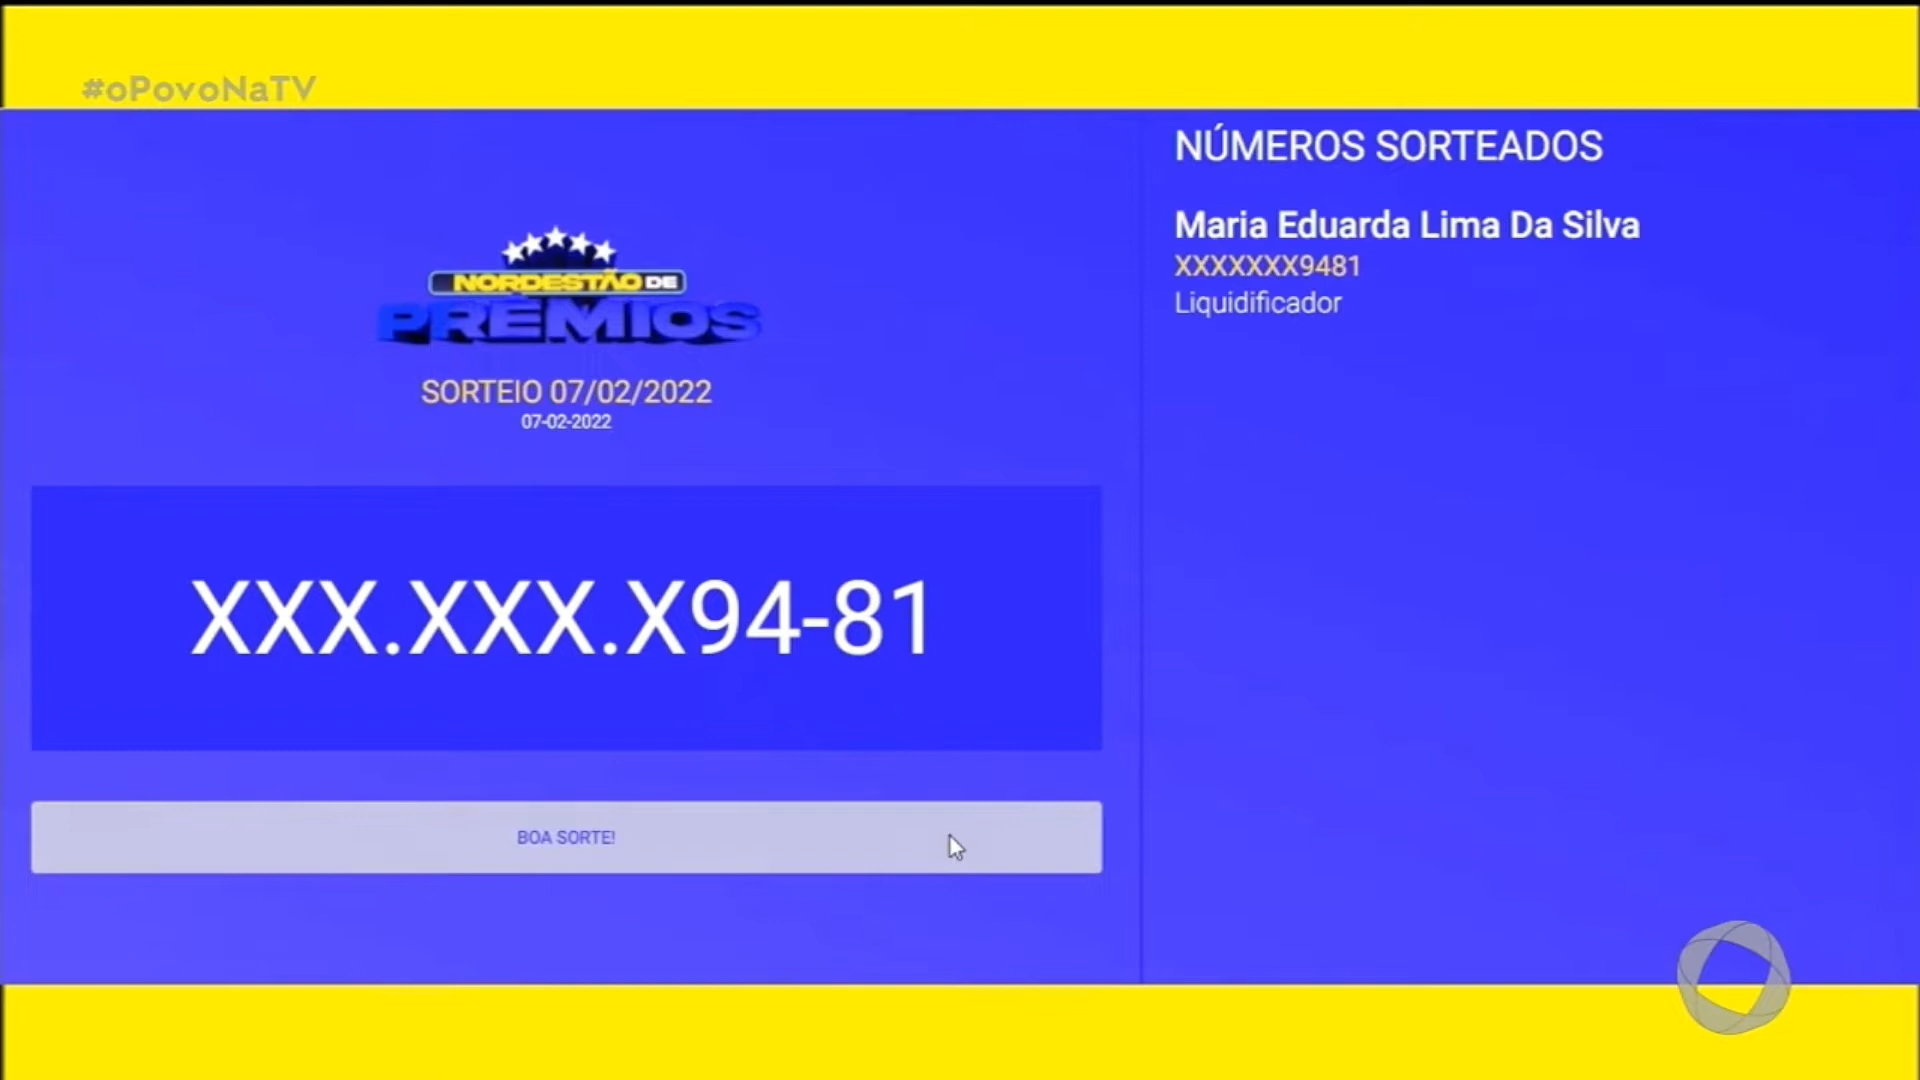 #oPovoNaTV
NORDESTÃO DE
PRÊMIOS
SORTEIO 07/02/2022
07-02-2022
XXX.XXX.X94-81
BOA SORTE!
NÚMEROS SORTEADOS
Maria Eduarda Lima Da Silva
XXXXXXX9481
Liquidificador